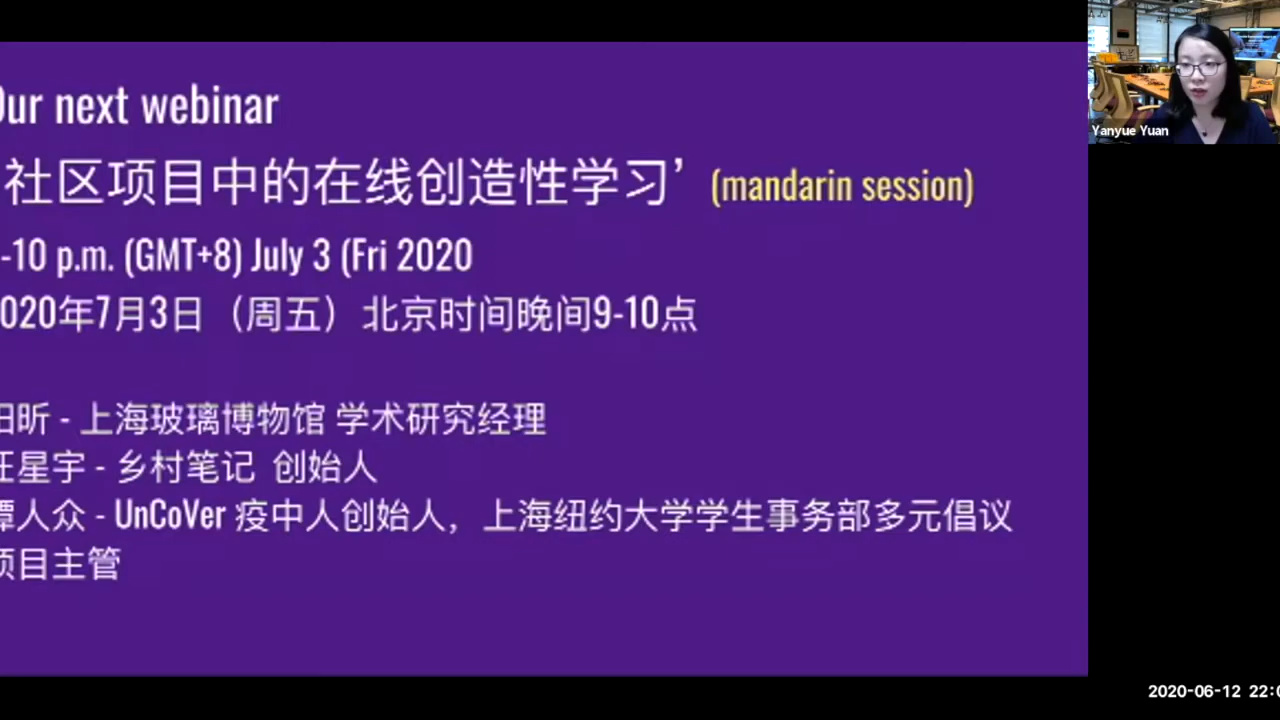 Our next webinar
社区项目中的在线创造性学习’ (mandarin session)
-10 p.m. (GMT+8) July 3 (Fri 2020
020年7月3日（周五）北京时间晚间9-10点
昕 - 上海玻璃博物馆 学术研究经理
汪星宇 - 乡村笔记 创始人
谭人众 - UnCoVer 疫中人创始人，上海纽约大学学生事务部多元倡议
项目主管
Yanyue Yuan
2020-06-12 22:0